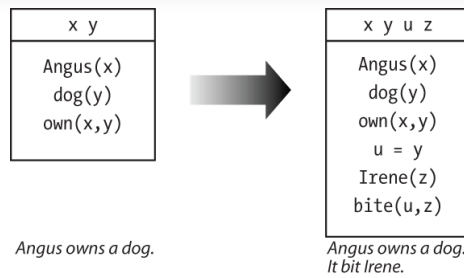 x y
Angus(x)
dog(y)
own(x,y)
Angus owns a dog.
x y u z
Angus(x)
dog(y)
own(x,y)
u = y
Irene(z)
bite(u,z)
Angus owns a dog.
It bit Irene.